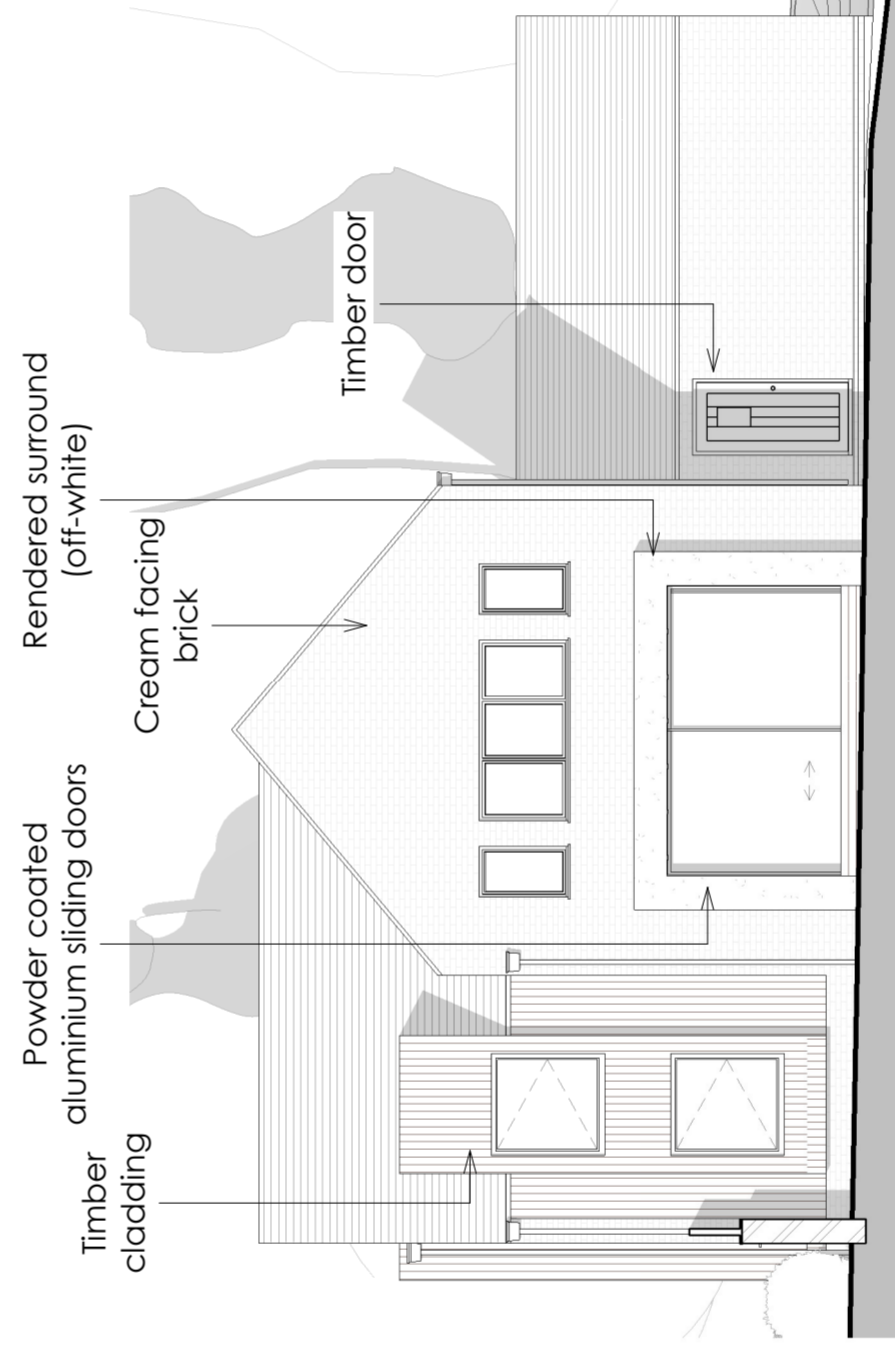 Timber
cladding
Powder coated
aluminium sliding doors
Cream facing
brick
Rendered surround
(off-white)
Timber door